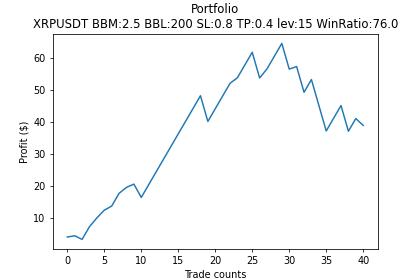 Portfolio
XRPUSDT BBM:2.5 BBL:200 SL:0.8 TP:0.4 lev:15 WinRatio:76.0
Profit ($)
60
50
40
30
20
10
0 5 10 15 20 25 30 35 40
Trade counts